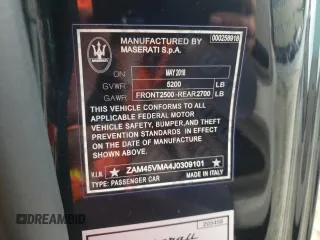 MANUFACTURED BY
MASERATI S.p.A.
000258918
ON MAY 2018
GVWR 5200 LB
GAWR FRONT2500-REAR2700 LB
THIS VEHICLE CONFORMS TO ALL
APPLICABLE FEDERAL MOTOR
VEHICLE SAFETY, BUMPER, AND THEFT
PREVENTION STANDARDS IN EFFECT
ON DATE OF MANUFACTURE
SHOWN ABOVE.
V.I.N. ZAM45VMA4J0309101
TYPE: PASSENGER CAR MADE IN ITALY
DREAMBID